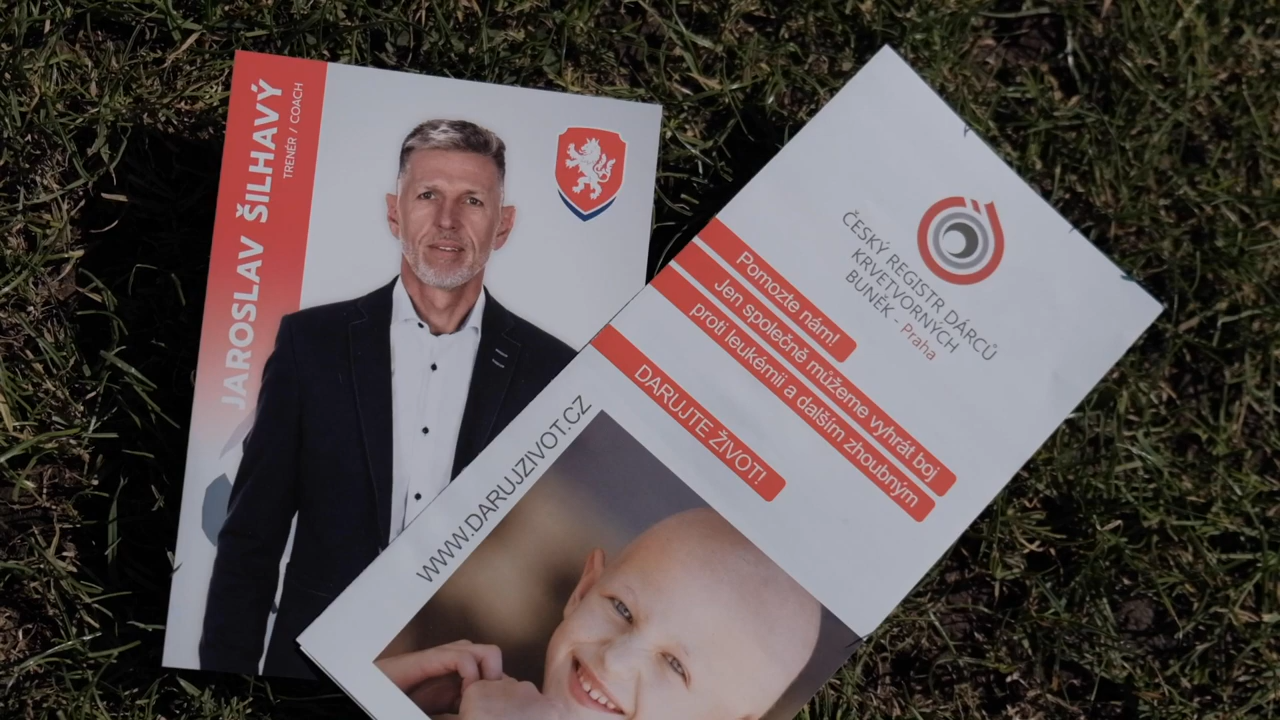 JAROSLAV ŠILHAVÝ
TRENÉR / COACH
ČESKÝ REGISTR DÁRCŮ
KRVETVORNÝCH
BUNĚK - Praha
Pomozte nám!
Jen společně můžeme vyhrát boj
proti leukémii a dalším zhoubným
DARUJTE ŽIVOT!
WWW.DARUJZIVOT.CZ